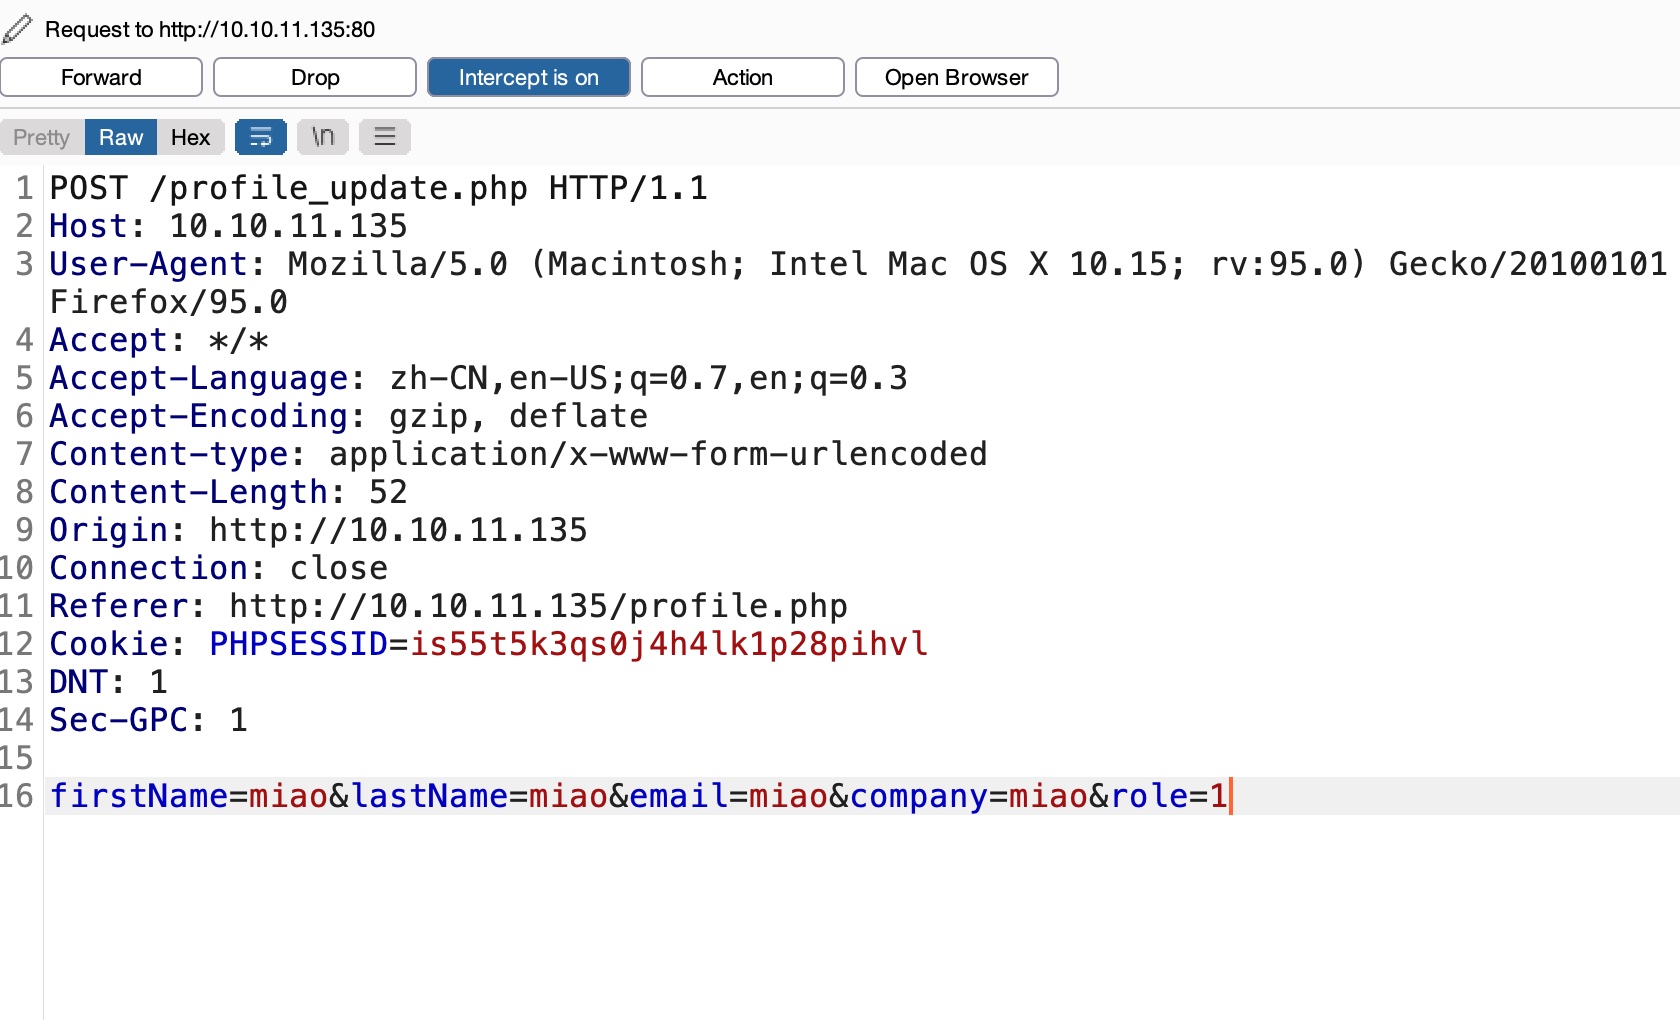 Request to http://10.10.11.135:80
Forward Drop Intercept is on Action Open Browser
Pretty Raw Hex \n
1 POST /profile_update.php HTTP/1.1
2 Host: 10.10.11.135
3 User-Agent: Mozilla/5.0 (Macintosh; Intel Mac OS X 10.15; rv:95.0) Gecko/20100101
Firefox/95.0
4 Accept: */*
5 Accept-Language: zh-CN,en-US;q=0.7,en;q=0.3
6 Accept-Encoding: gzip, deflate
7 Content-type: application/x-www-form-urlencoded
8 Content-Length: 52
9 Origin: http://10.10.11.135
10 Connection: close
11 Referer: http://10.10.11.135/profile.php
12 Cookie: PHPSESSID=is55t5k3qs0j4h4lk1p28pihvl
13 DNT: 1
14 Sec-GPC: 1
15
16 firstName=miao&lastName=miao&email=miao&company=miao&role=1